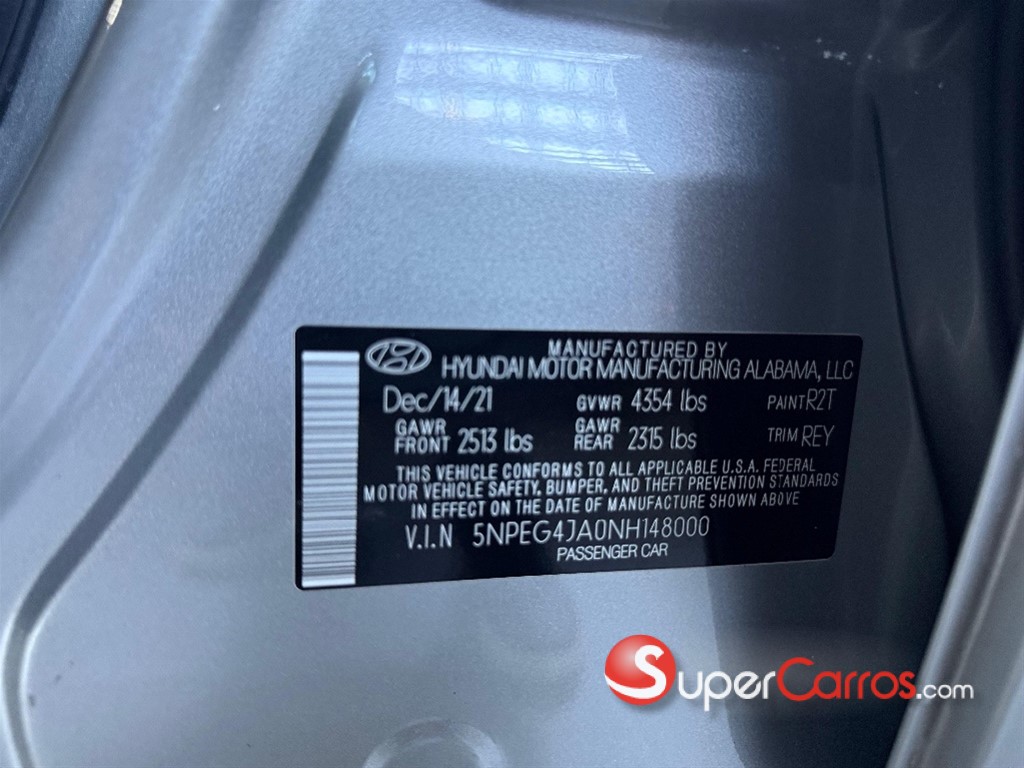 MANUFACTURED BY
HYUNDAI MOTOR MANUFACTURING ALABAMA, LLC
Dec/14/21 GVWR 4354 lbs PAINT R2T
GAWR FRONT 2513 lbs GAWR REAR 2315 lbs TRIM REY
THIS VEHICLE CONFORMS TO ALL APPLICABLE U.S.A. FEDERAL
MOTOR VEHICLE SAFETY, BUMPER, AND THEFT PREVENTION STANDARDS
IN EFFECT ON THE DATE OF MANUFACTURE SHOWN ABOVE
V.I.N 5NPEG4JA0NH148000
PASSENGER CAR
SuperCarros.com